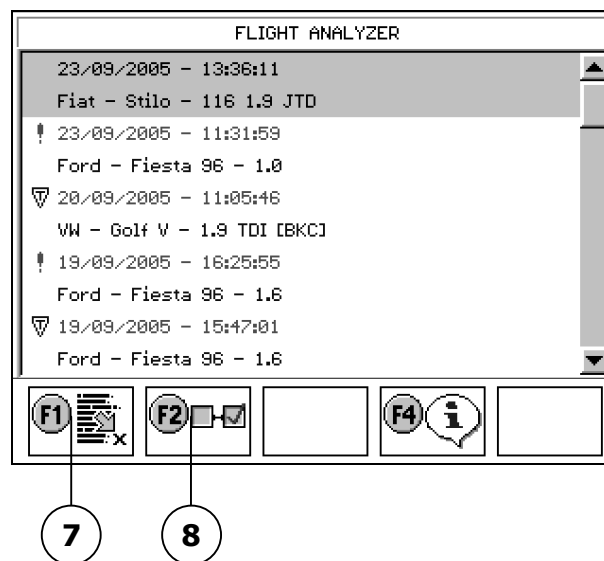 FLIGHT ANALYZER
23/09/2005 - 13:36:11
Fiat - Stilo - 116 1.9 JTD
23/09/2005 - 11:31:59
Ford - Fiesta 96 - 1.0
20/09/2005 - 11:05:46
VW - Golf V - 1.9 TDI [BKC]
19/09/2005 - 16:25:55
Ford - Fiesta 96 - 1.6
19/09/2005 - 15:47:01
Ford - Fiesta 96 - 1.6
F1 F2 F4
7 8